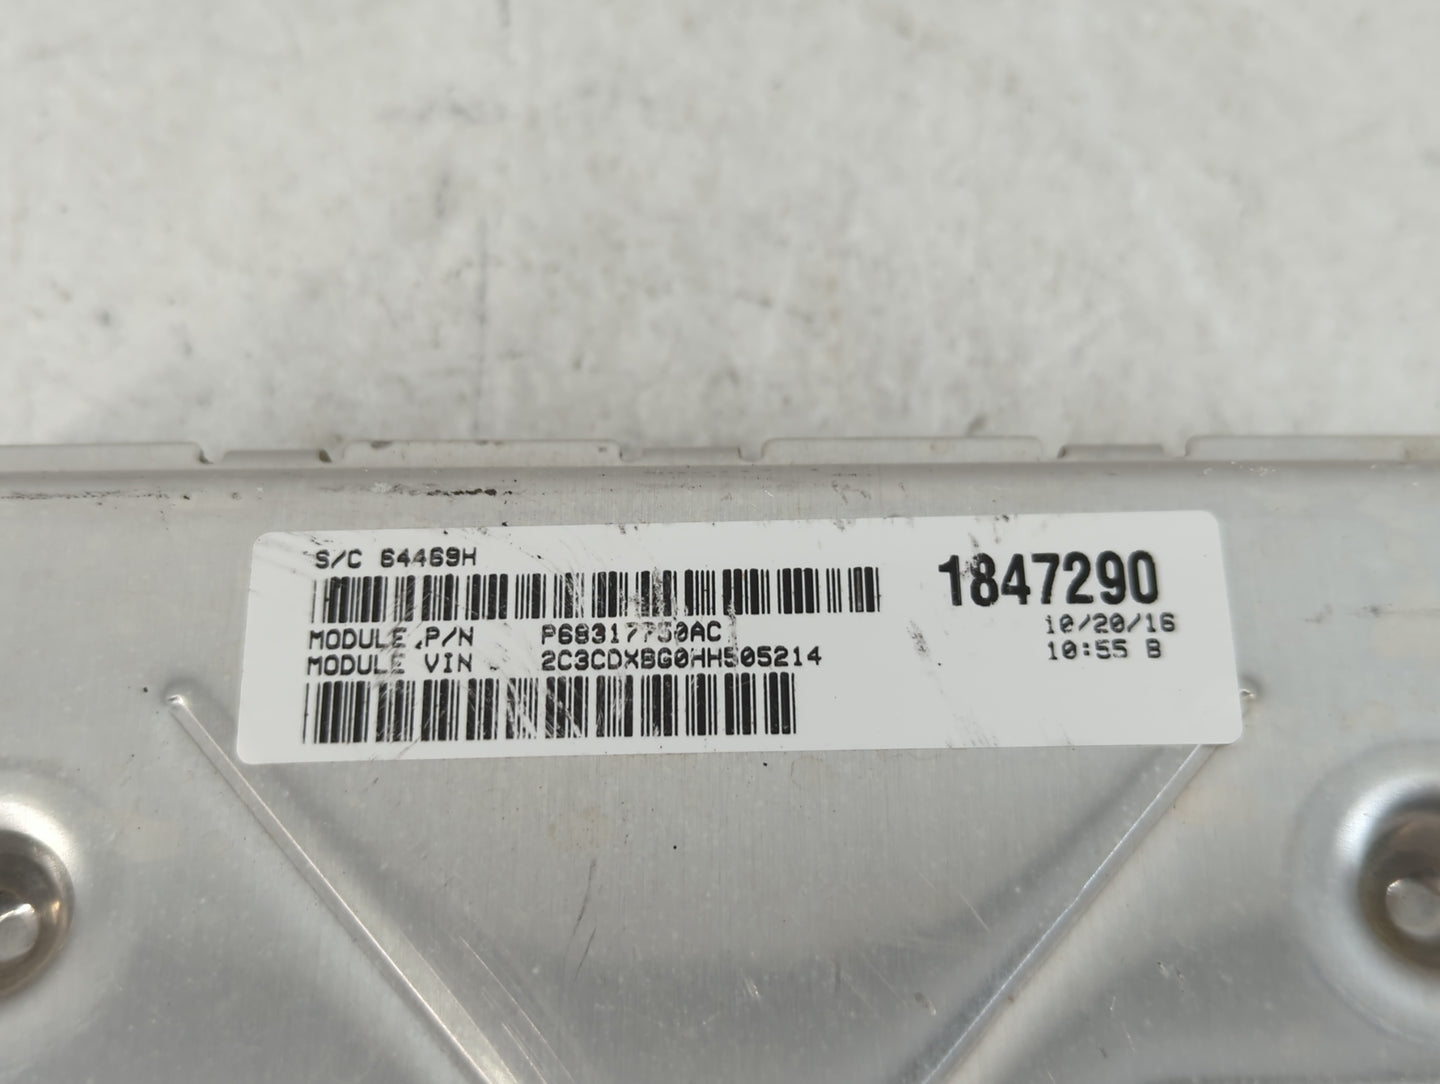 S/C 64469H
1847290
10/20/16
10:55 B
MODULE P/N P68317750AC
MODULE VIN 2C3CDXBG0HH505214